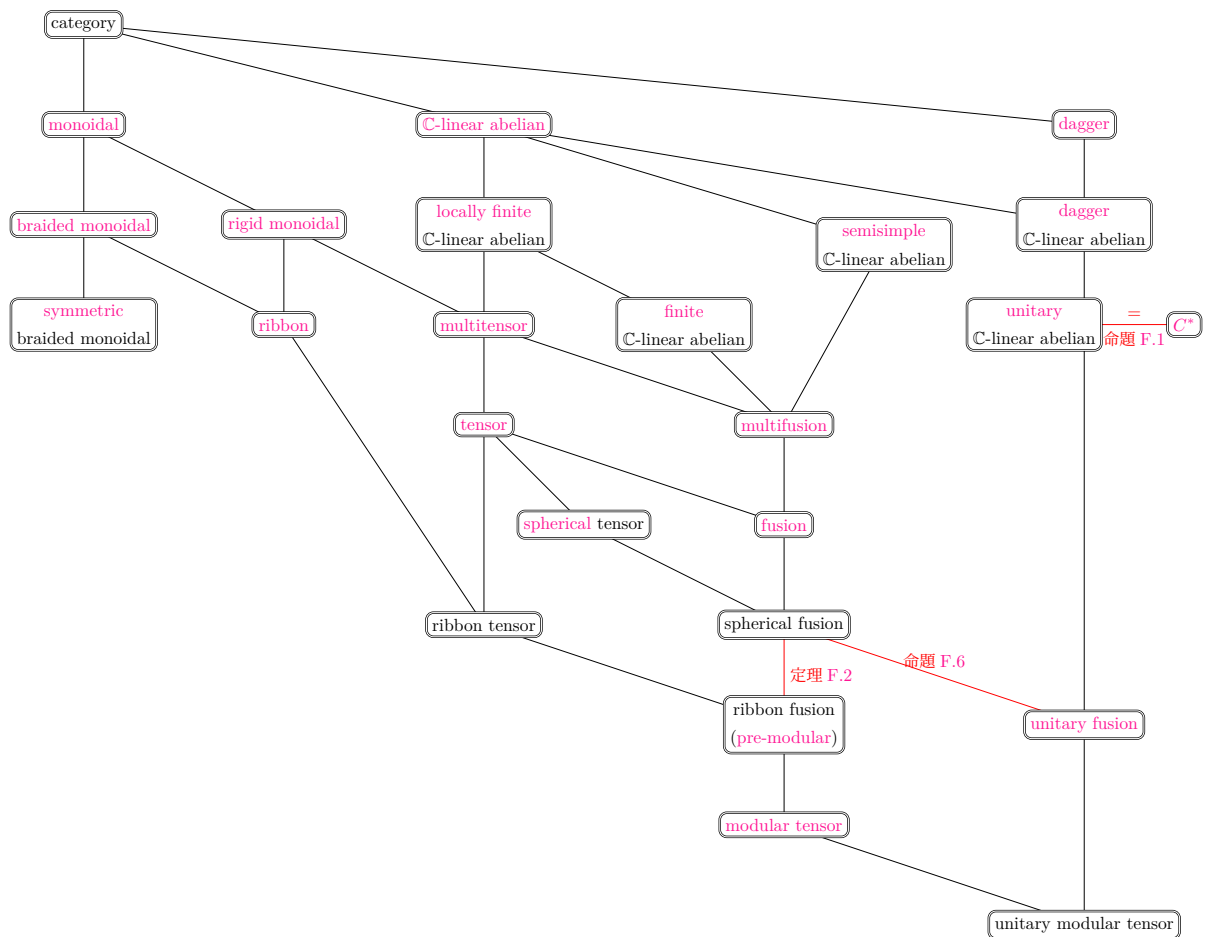 category
monoidal
ℂ-linear abelian
dagger
braided monoidal
rigid monoidal
locally finite
ℂ-linear abelian
semisimple
ℂ-linear abelian
dagger
ℂ-linear abelian
symmetric
braided monoidal
ribbon
multitensor
finite
ℂ-linear abelian
unitary
ℂ-linear abelian
=
命題 F.1
C*
tensor
multifusion
spherical tensor
fusion
ribbon tensor
spherical fusion
命題 F.6
定理 F.2
ribbon fusion
(pre-modular)
unitary fusion
modular tensor
unitary modular tensor